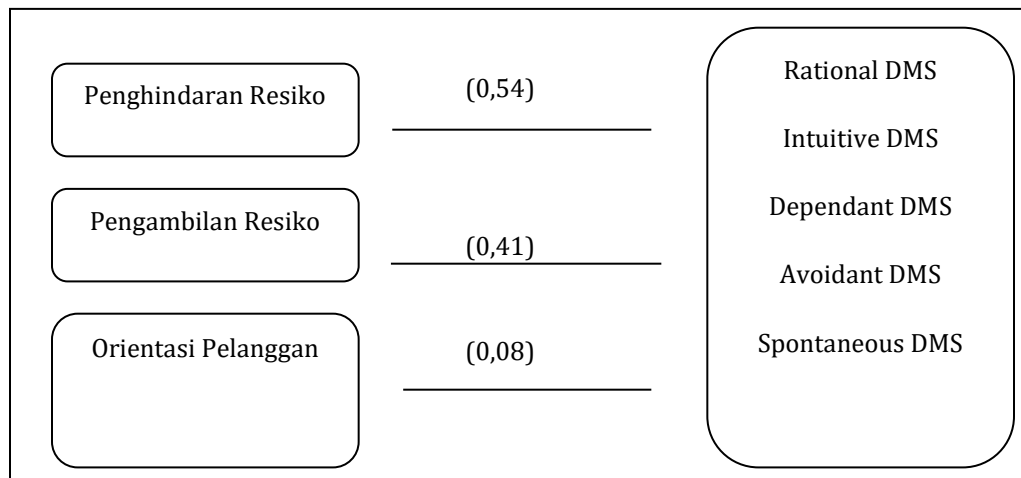 Penghindaran Resiko
(0,54)
Pengambilan Resiko
(0,41)
Orientasi Pelanggan
(0,08)
Rational DMS
Intuitive DMS
Dependant DMS
Avoidant DMS
Spontaneous DMS